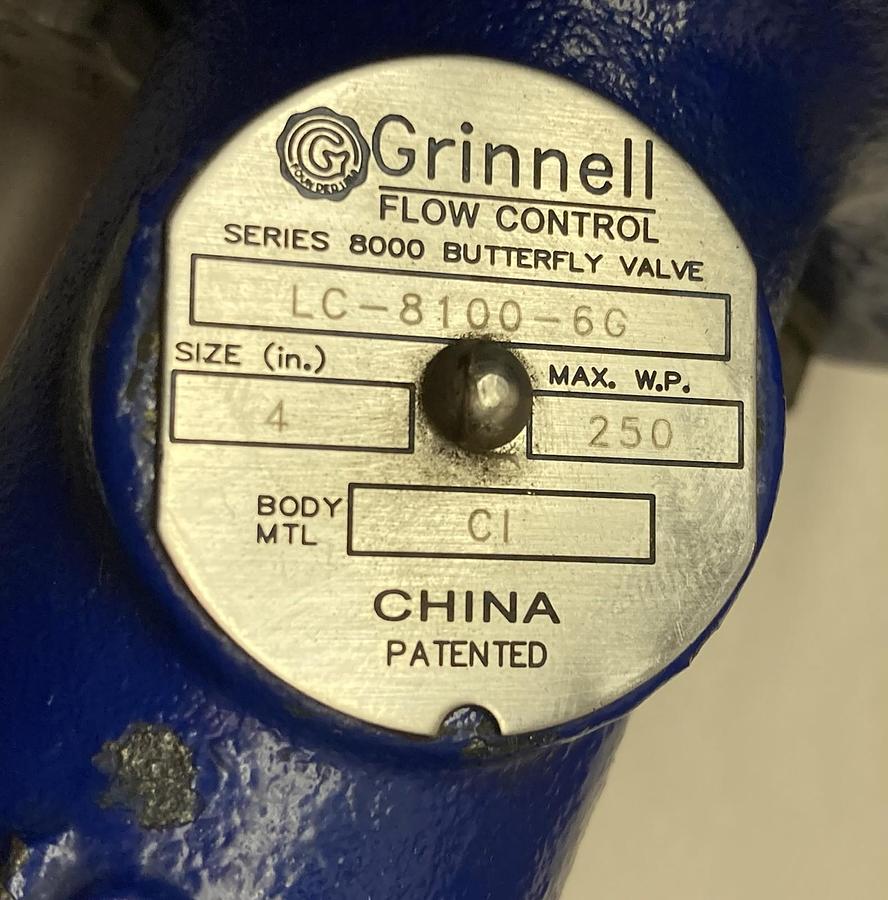 Grinnell
FLOW CONTROL
SERIES 8000 BUTTERFLY VALVE
LC-8100-6G
SIZE (in.)
4
MAX. W.P.
250
BODY
MTL
CI
CHINA
PATENTED